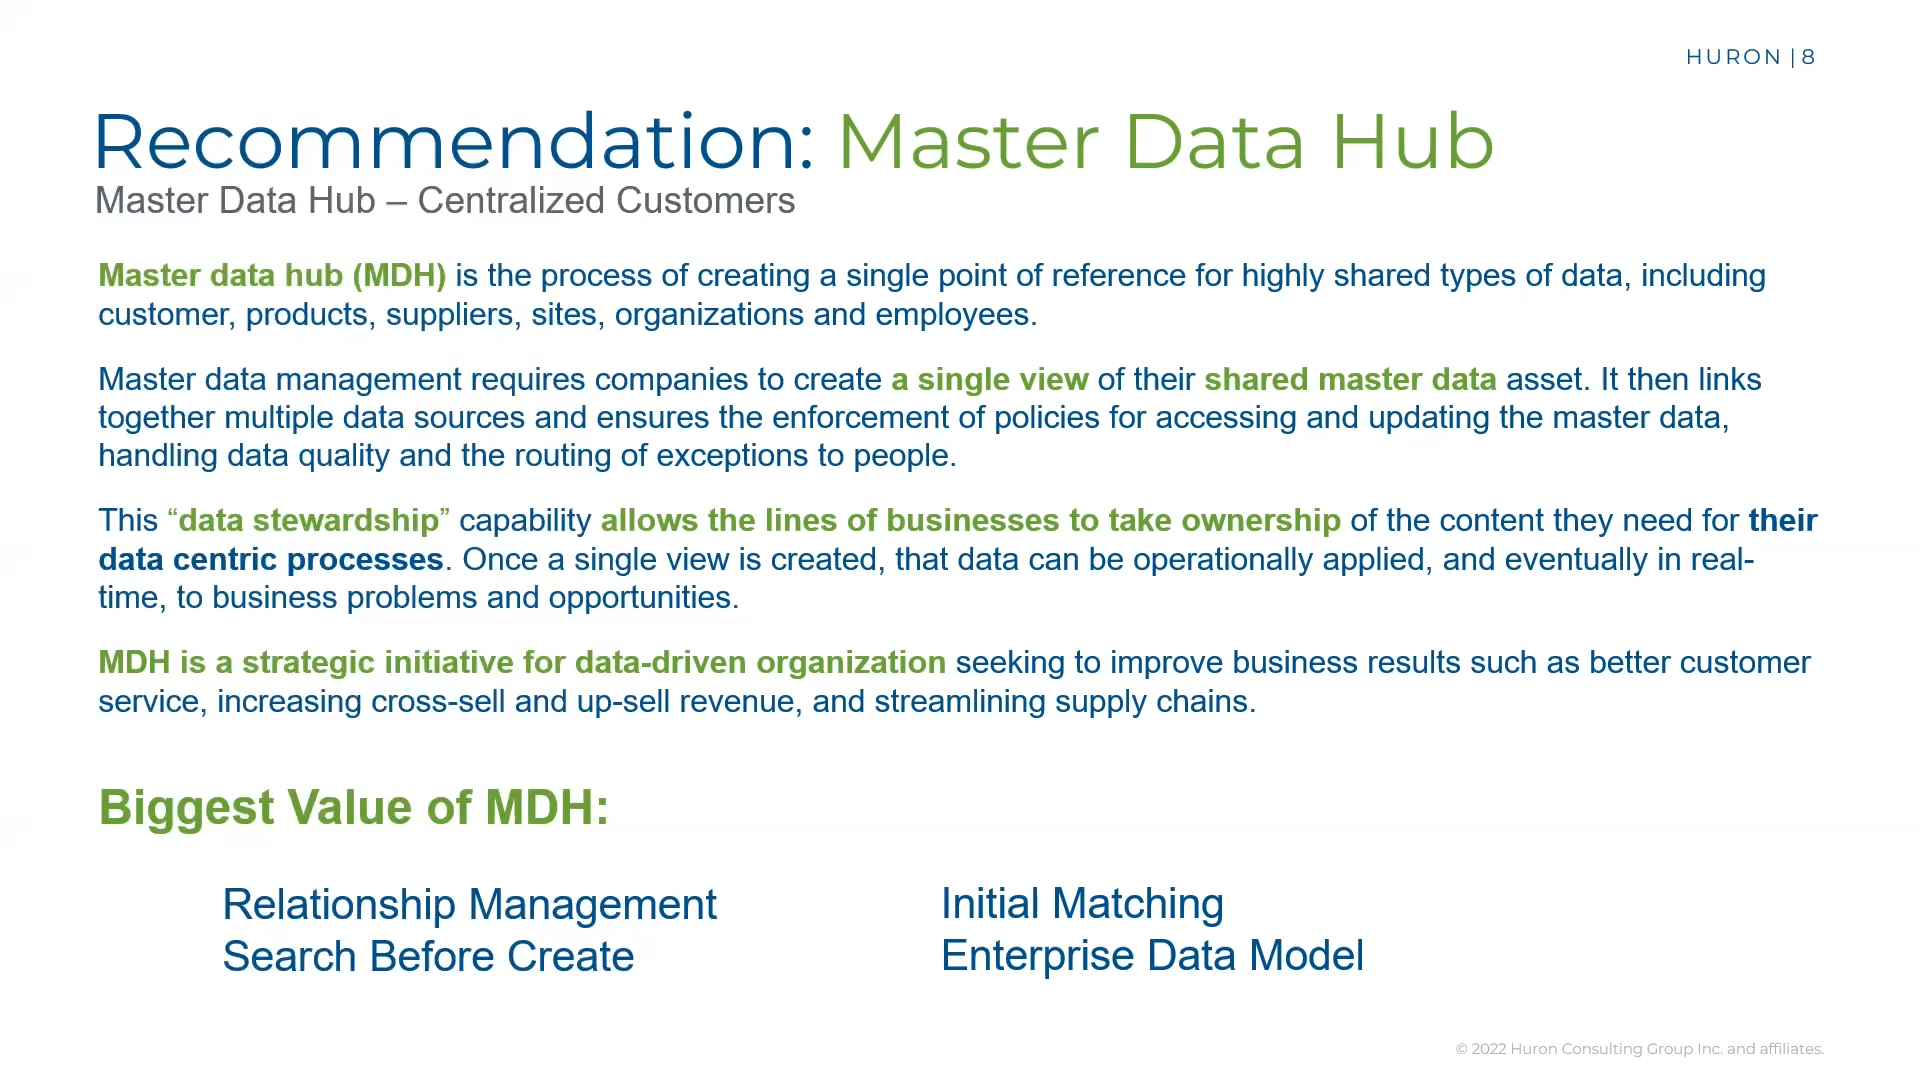 HURON | 8
Recommendation: Master Data Hub
Master Data Hub – Centralized Customers
Master data hub (MDH) is the process of creating a single point of reference for highly shared types of data, including
customer, products, suppliers, sites, organizations and employees.
Master data management requires companies to create a single view of their shared master data asset. It then links
together multiple data sources and ensures the enforcement of policies for accessing and updating the master data,
handling data quality and the routing of exceptions to people.
This “data stewardship” capability allows the lines of businesses to take ownership of the content they need for their
data centric processes. Once a single view is created, that data can be operationally applied, and eventually in real-
time, to business problems and opportunities.
MDH is a strategic initiative for data-driven organization seeking to improve business results such as better customer
service, increasing cross-sell and up-sell revenue, and streamlining supply chains.
Biggest Value of MDH:
Relationship Management
Search Before Create
Initial Matching
Enterprise Data Model
© 2022 Huron Consulting Group Inc. and affiliates.